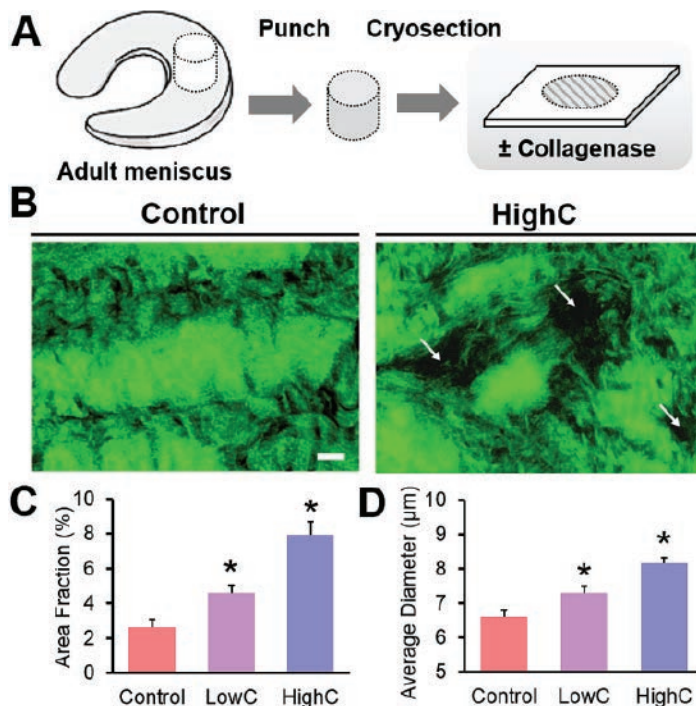 A
Punch
Cryosection
Adult meniscus
± Collagenase
B
Control
HighC
C
Area Fraction (%)
10
8
6
4
2
0
*
*
Control
LowC
HighC
D
Average Diameter (µm)
10
9
8
7
6
5
*
*
Control
LowC
HighC